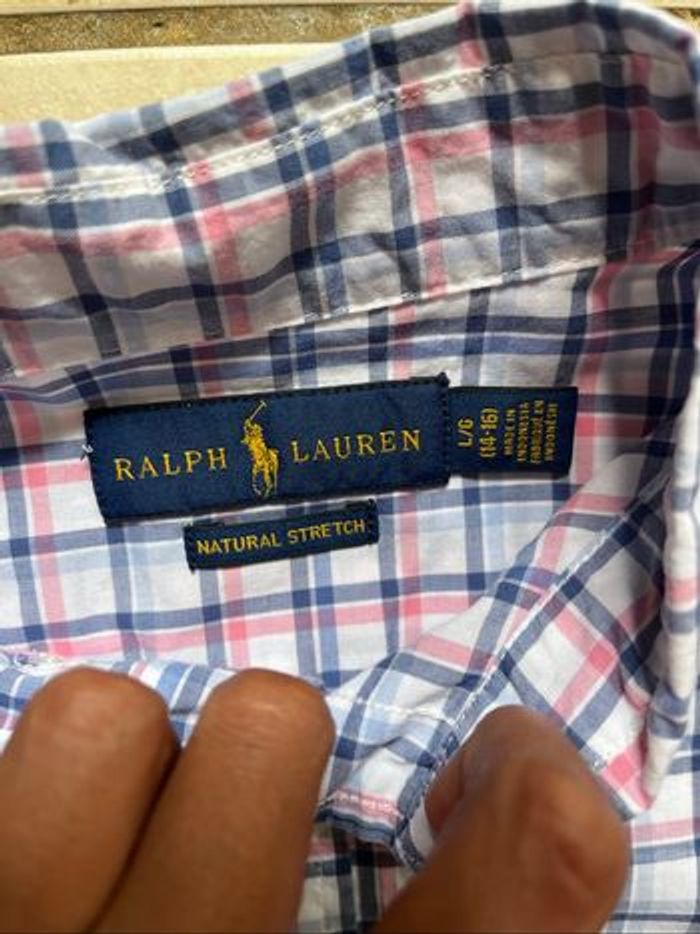 RALPH LAUREN
L/G
(14-16)
MADE IN
INDONESIA
FABRIQUÉ EN
INDONÉSIE
NATURAL STRETCH